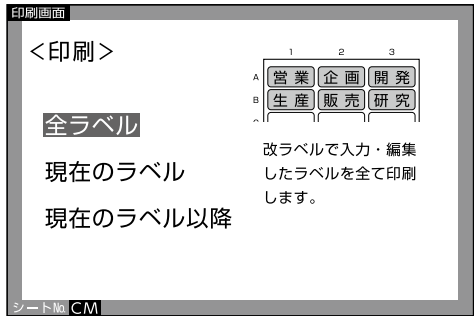 印刷画面
<印刷>
1 2 3
A 営業 企画 開発
B 生産 販売 研究
C
全ラベル
現在のラベル
現在のラベル以降
改ラベルで入力・編集
したラベルを全て印刷
します。
シート№ CM